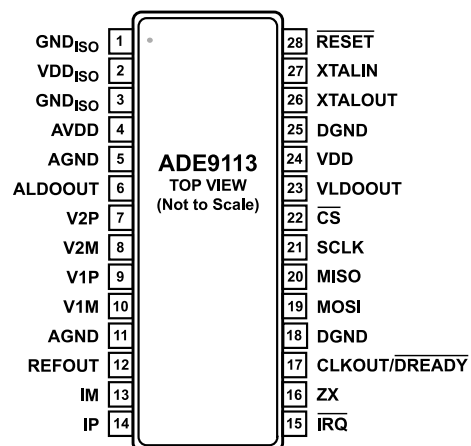 GNDISO 1 28 RESET
VDDISO 2 27 XTALIN
GNDISO 3 26 XTALOUT
AVDD 4 25 DGND
AGND 5 24 VDD
ADE9113
TOP VIEW
(Not to Scale)
ALDOOUT 6 23 VLDOOUT
V2P 7 22 CS
V2M 8 21 SCLK
V1P 9 20 MISO
V1M 10 19 MOSI
AGND 11 18 DGND
REFOUT 12 17 CLKOUT/DREADY
IM 13 16 ZX
IP 14 15 IRQ